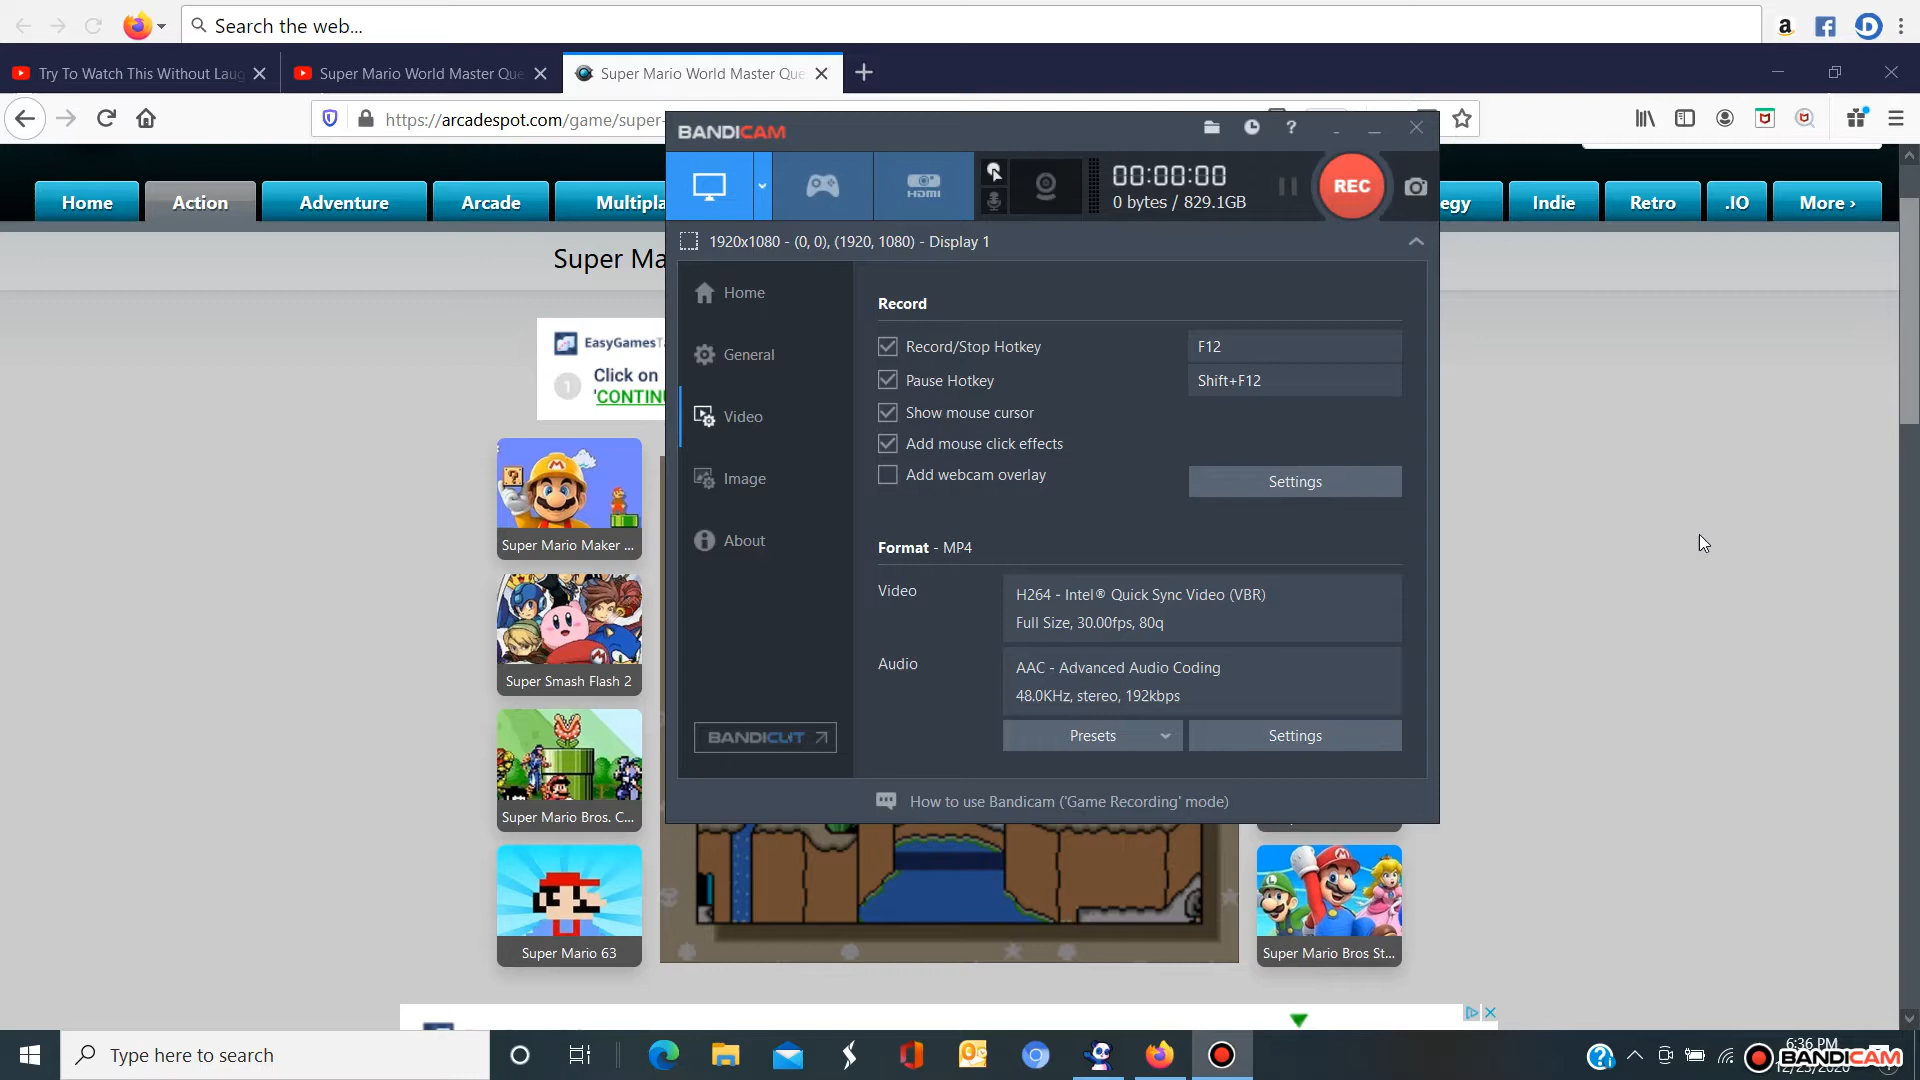 Search the web...
Try To Watch This Without Laug
Super Mario World Master Que
Super Mario World Master Que
https://arcadespot.com/game/super-
BANDICAM
Home
Action
Adventure
Arcade
Multipla
egy
Indie
Retro
.IO
More ›
HDMI
00:00:00
0 bytes / 829.1GB
REC
1920x1080 - (0, 0), (1920, 1080) - Display 1
Super Ma
Home
General
Video
Image
About
BANDICUT
Record
Record/Stop Hotkey
F12
Pause Hotkey
Shift+F12
Show mouse cursor
Add mouse click effects
Add webcam overlay
Settings
Format - MP4
Video
H264 - Intel® Quick Sync Video (VBR)
Full Size, 30.00fps, 80q
Audio
AAC - Advanced Audio Coding
48.0KHz, stereo, 192kbps
Presets
Settings
How to use Bandicam ('Game Recording' mode)
EasyGamesTa
1
Click on
'CONTINU
Super Mario Maker ...
Super Smash Flash 2
Super Mario Bros. C...
Super Mario 63
Super Mario Bros St...
Type here to search
6:36 PM
BANDICAM